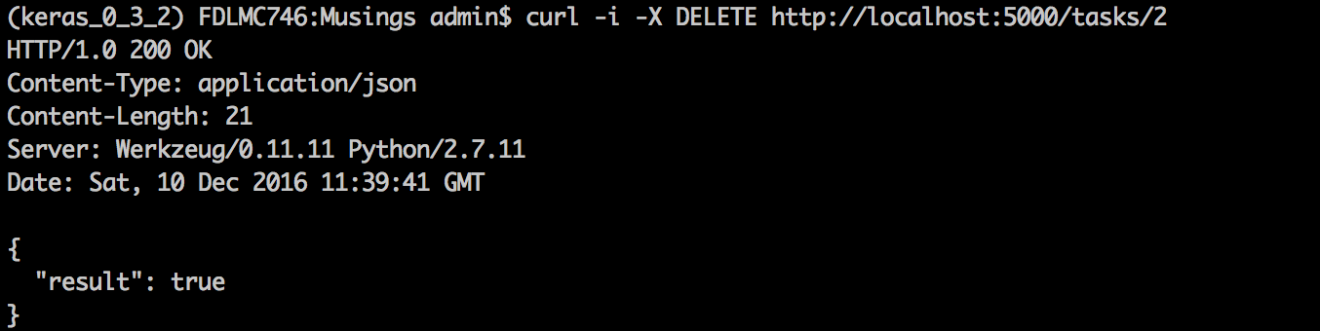 (keras_0_3_2) FDLMC746:Musings admin$ curl -i -X DELETE http://localhost:5000/tasks/2
HTTP/1.0 200 OK
Content-Type: application/json
Content-Length: 21
Server: Werkzeug/0.11.11 Python/2.7.11
Date: Sat, 10 Dec 2016 11:39:41 GMT

{
  "result": true
}